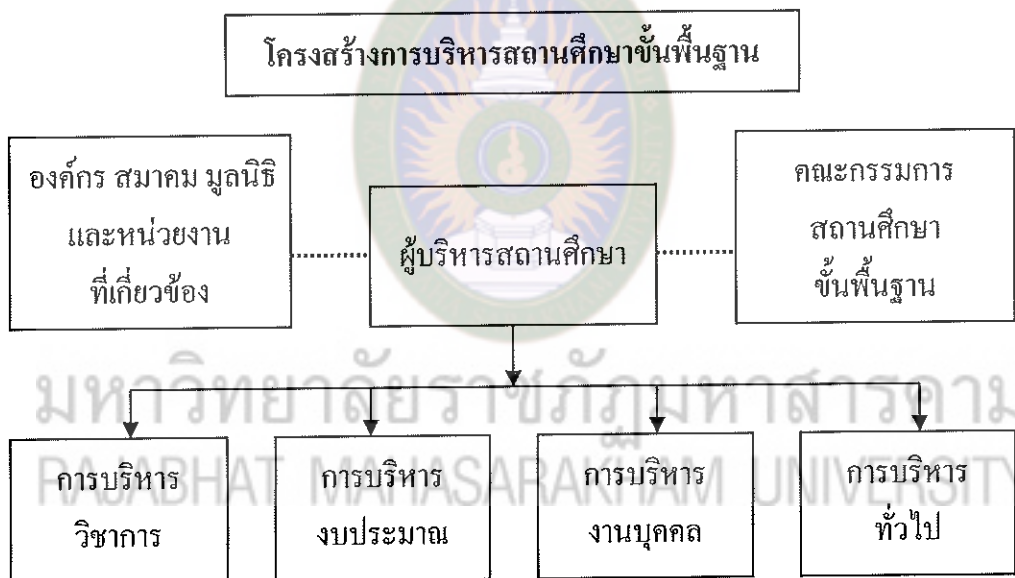 โครงสร้างการบริหารสถานศึกษาขั้นพื้นฐาน
องค์กร สมาคม มูลนิธิ
และหน่วยงาน
ที่เกี่ยวข้อง
ผู้บริหารสถานศึกษา
คณะกรรมการ
สถานศึกษา
ขั้นพื้นฐาน
มหาวิทยาลัยราชภัฏมหาสารคาม
RAJABHAT MAHASARAKHAM UNIVERSITY
การบริหาร
วิชาการ
การบริหาร
งบประมาณ
การบริหาร
งานบุคคล
การบริหาร
ทั่วไป